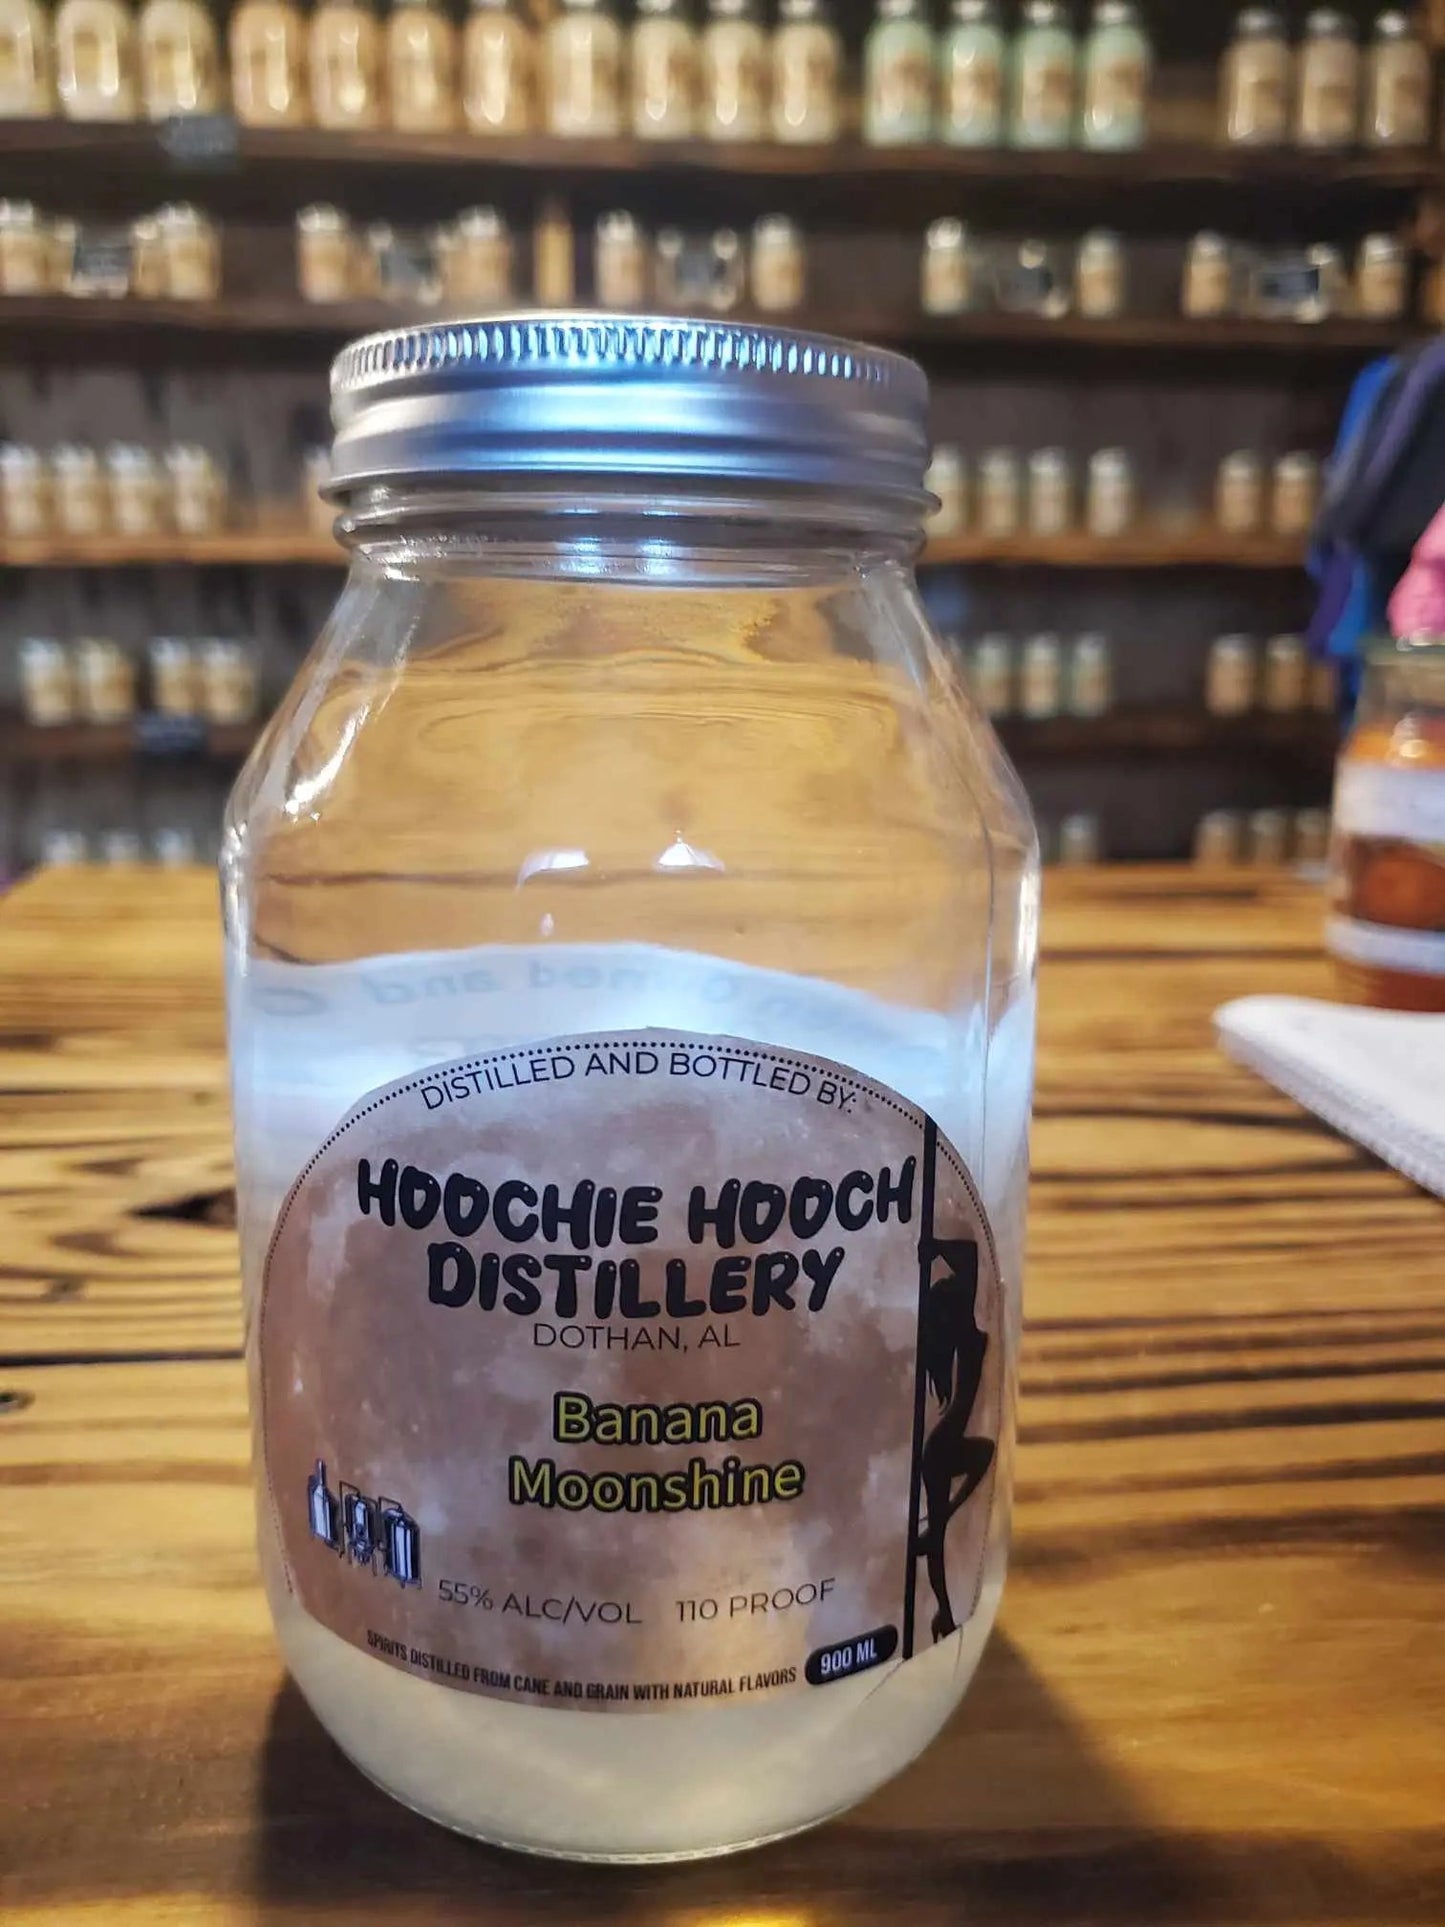 DISTILLED AND BOTTLED BY:
HOOCHIE HOOCH
DISTILLERY
DOTHAN, AL
Banana
Moonshine
55% ALC/VOL 110 PROOF
SPIRITS DISTILLED FROM CANE AND GRAIN WITH NATURAL FLAVORS
900 ML